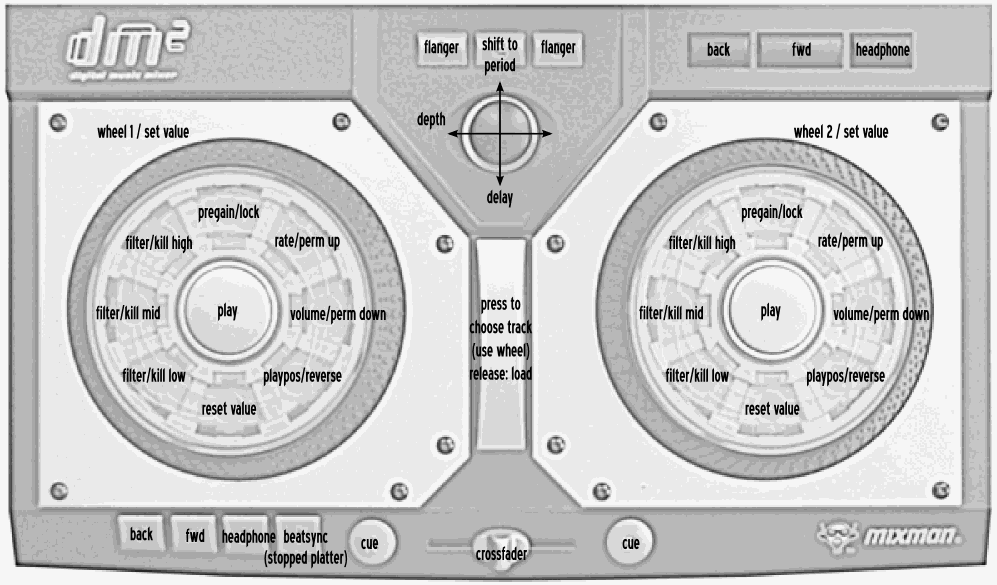 dm2
digital music mixer
flanger
shift to
period
flanger
back
fwd
headphone
depth
delay
wheel 1 / set value
pregain/lock
filter/kill high
rate/perm up
filter/kill mid
play
volume/perm down
filter/kill low
playpos/reverse
reset value
press to
choose track
(use wheel)
release: load
wheel 2 / set value
pregain/lock
filter/kill high
rate/perm up
filter/kill mid
play
volume/perm down
filter/kill low
playpos/reverse
reset value
back
fwd
headphone
beatsync
(stopped platter)
cue
crossfader
cue
mixman.